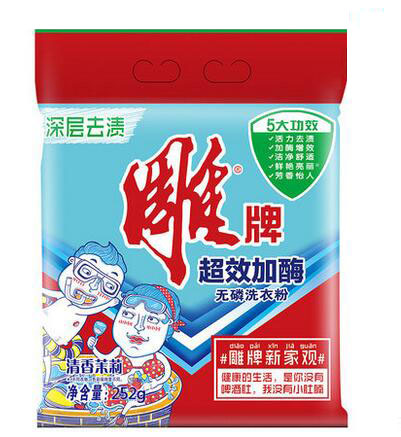 深层去渍
5大功效
活力去渍
加酶增效
洁净舒适
鲜艳亮丽
芳香怡人
雕®
牌
超效加酶
无磷洗衣粉
diāo pái xīn jiā guān
#雕牌新家观#
健康的生活，是你没有
啤酒肚，我没有小肚腩
清香茉莉
净含量:252g